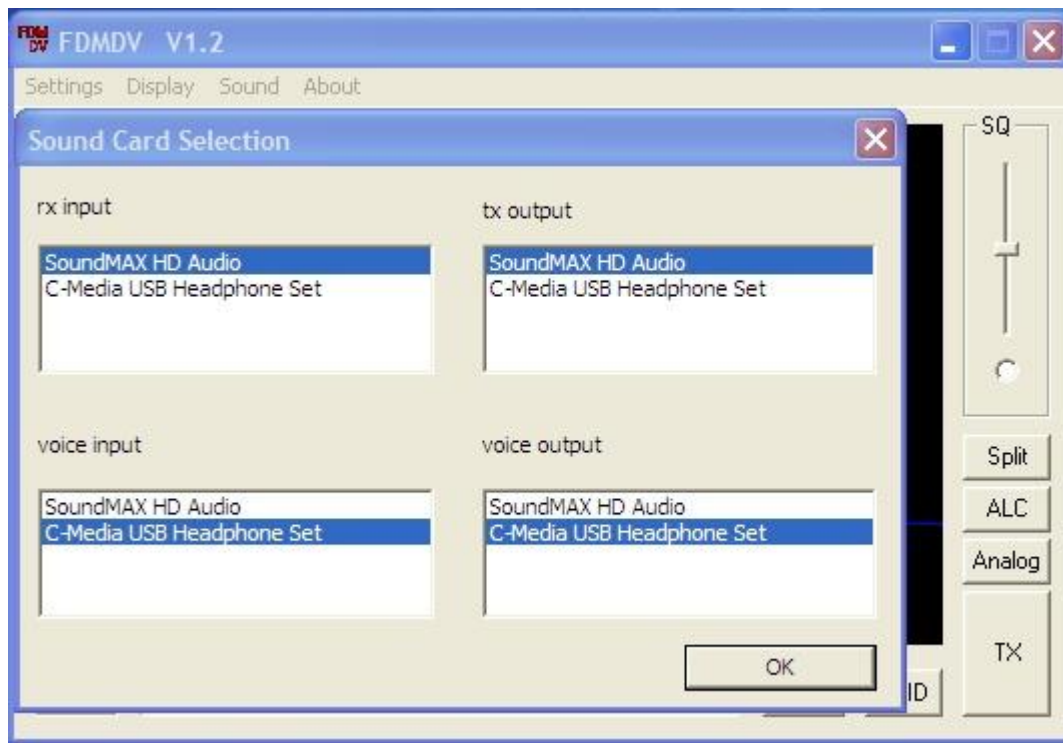 FDM
DV
FDMDV V1.2
Settings Display Sound About
Sound Card Selection
SQ
rx input
tx output
SoundMAX HD Audio
C-Media USB Headphone Set
SoundMAX HD Audio
C-Media USB Headphone Set
voice input
voice output
SoundMAX HD Audio
C-Media USB Headphone Set
SoundMAX HD Audio
C-Media USB Headphone Set
OK
Split
ALC
Analog
TX
ID